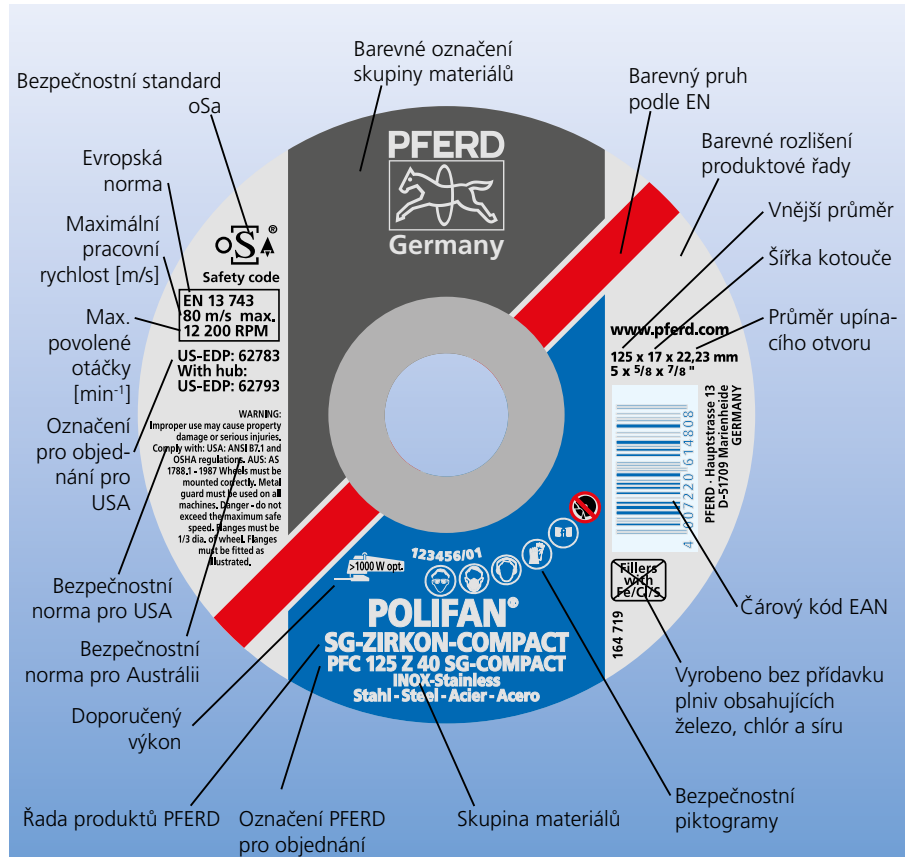 Bezpečnostní standard
oSa
Barevné označení
skupiny materiálů
Barevný pruh
podle EN
Barevné rozlišení
produktové řady
Vnější průměr
Šířka kotouče
Průměr upína-
cího otvoru
Evropská
norma
Maximální
pracovní
rychlost [m/s]
Max.
povolené
otáčky
[min-1]
Označení
pro objed-
nání pro
USA
Bezpečnostní
norma pro USA
Bezpečnostní
norma pro Austrálii
Doporučený
výkon
Řada produktů PFERD
Označení PFERD
pro objednání
Skupina materiálů
Bezpečnostní
piktogramy
Vyrobeno bez přídavku
plniv obsahujících
železo, chlór a síru
Čárový kód EAN
PFERD
Germany
oSa®
Safety code
EN 13 743
80 m/s max.
12 200 RPM
US-EDP: 62783
With hub:
US-EDP: 62793
WARNING:
Improper use may cause property
damage or serious injuries.
Comply with: USA: ANSI B7.1 and
OSHA regulations. AUS: AS
1788.1 - 1987 Wheels must be
mounted correctly. Metal
guard must be used on all
machines. Danger - do not
exceed the maximum safe
speed. Flanges must be
1/3 dia. of wheel. Flanges
must be fitted as
illustrated.
www.pferd.com
125 x 17 x 22,23 mm
5 x 5/8 x 7/8 "
4 007220 614808
PFERD · Hauptstrasse 13
D-51709 Marienheide
GERMANY
Fillers
with
Fe/Cl/S
164 719
>1000 W opt.
123456/01
POLIFAN®
SG-ZIRKON-COMPACT
PFC 125 Z 40 SG-COMPACT
INOX-Stainless
Stahl - Steel - Acier - Acero